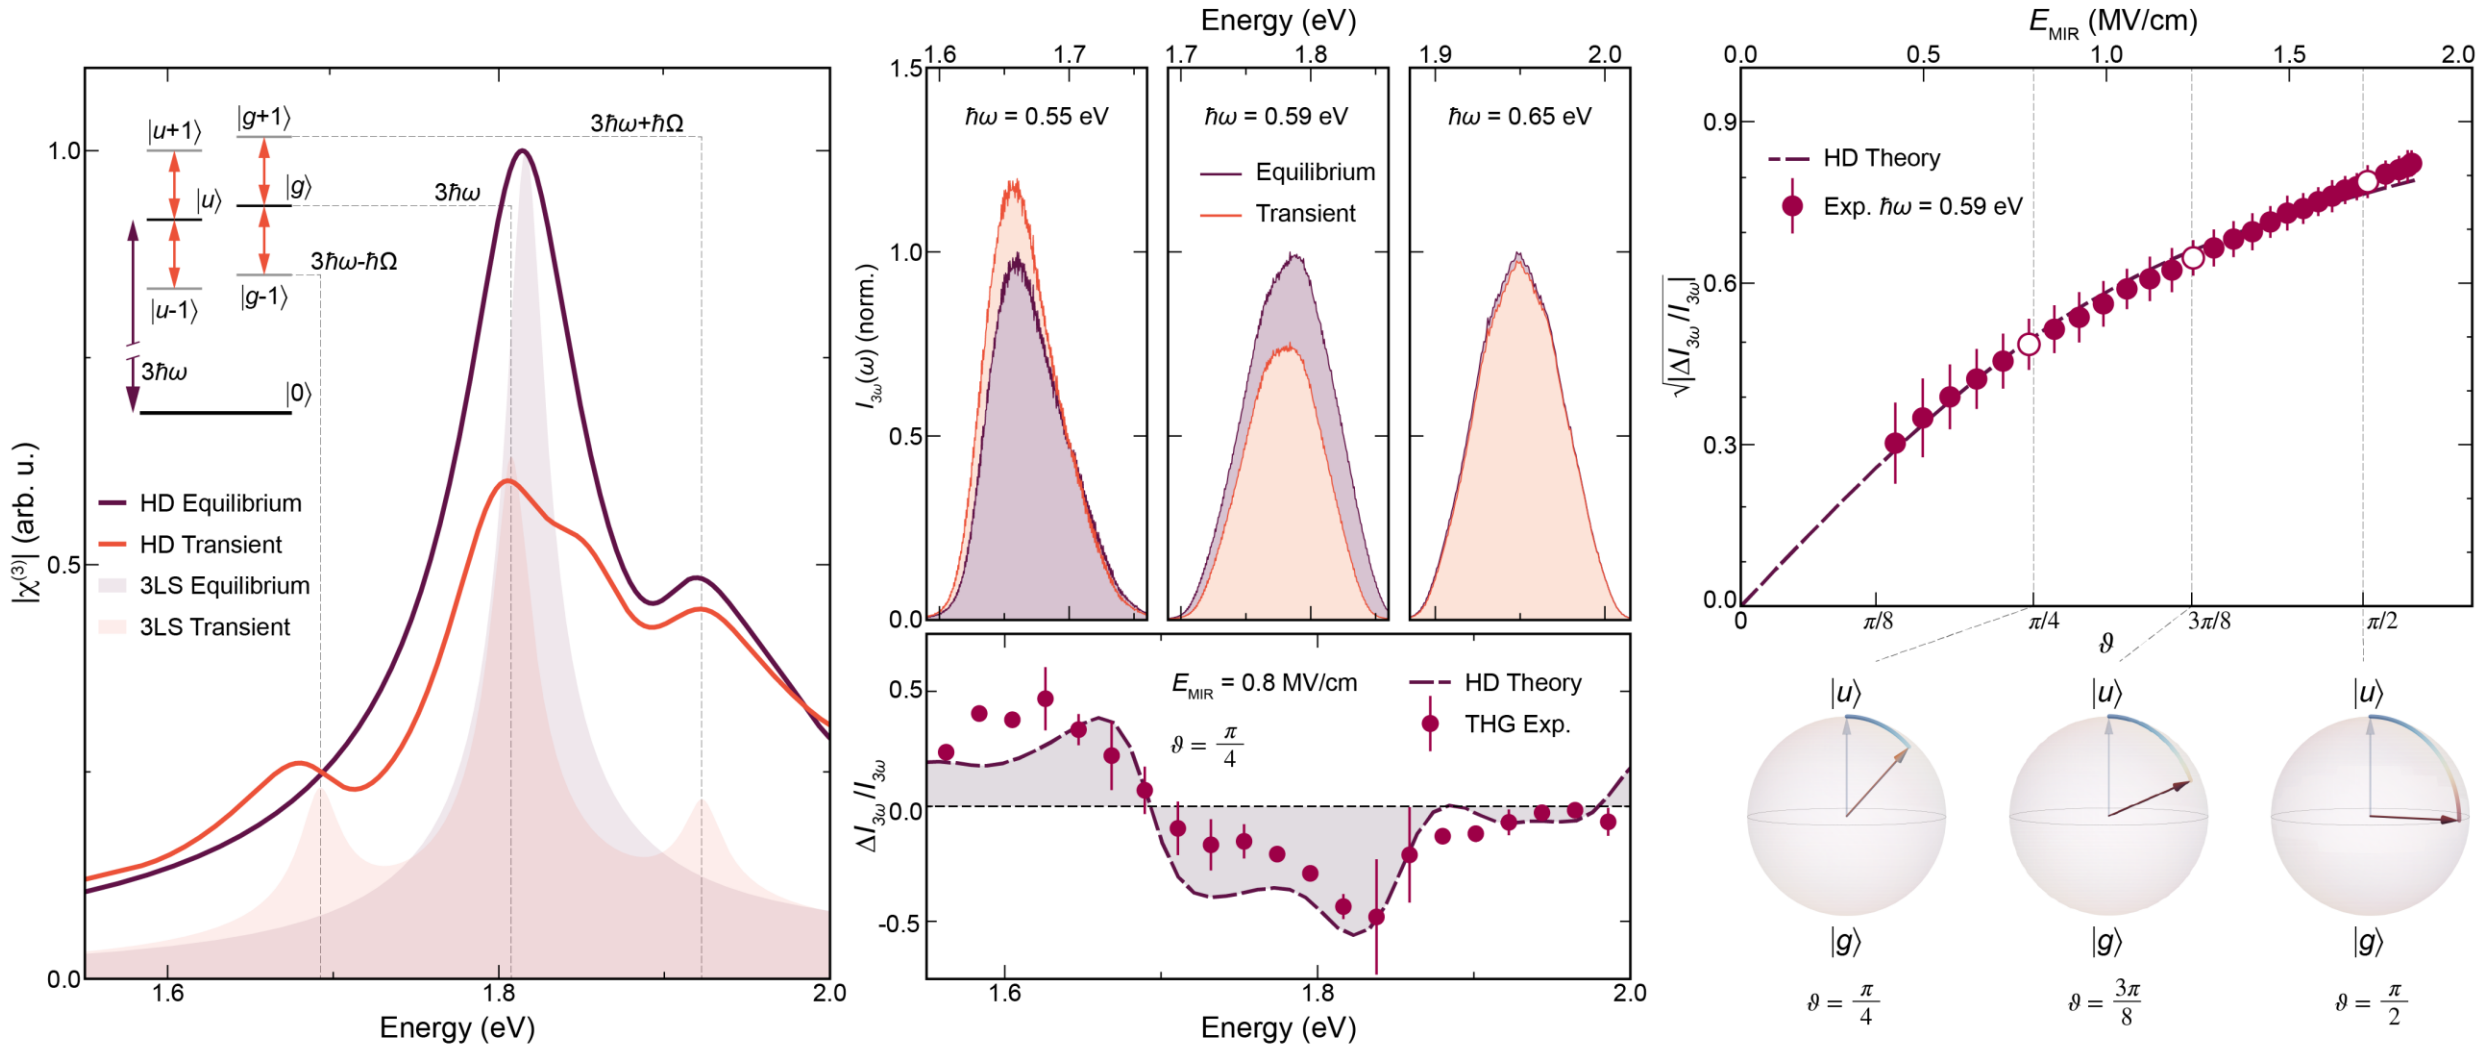 |u+1⟩
|g+1⟩
3ħω+ħΩ
|u⟩
|g⟩
3ħω
3ħω-ħΩ
|u-1⟩
|g-1⟩
3ħω
|0⟩
HD Equilibrium
HD Transient
3LS Equilibrium
3LS Transient
|χ⁽³⁾| (arb. u.)
1.0
0.5
0.0
1.6 1.8 2.0
Energy (eV)
Energy (eV)
1.6 1.7 1.7 1.8 1.9 2.0
ħω = 0.55 eV
ħω = 0.59 eV
ħω = 0.65 eV
Equilibrium
Transient
I₃ω(ω) (norm.)
1.5
1.0
0.5
0.0
E_MIR = 0.8 MV/cm
ϑ = π/4
HD Theory
THG Exp.
ΔI₃ω/I₃ω
0.5
0.0
-0.5
1.6 1.8 2.0
Energy (eV)
E_MIR (MV/cm)
0.0 0.5 1.0 1.5 2.0
HD Theory
Exp. ħω = 0.59 eV
√|ΔI₃ω/I₃ω|
0.9
0.6
0.3
0.0
0 π/8 π/4 3π/8 π/2
ϑ
|u⟩ |u⟩ |u⟩
|g⟩ |g⟩ |g⟩
ϑ = π/4 ϑ = 3π/8 ϑ = π/2